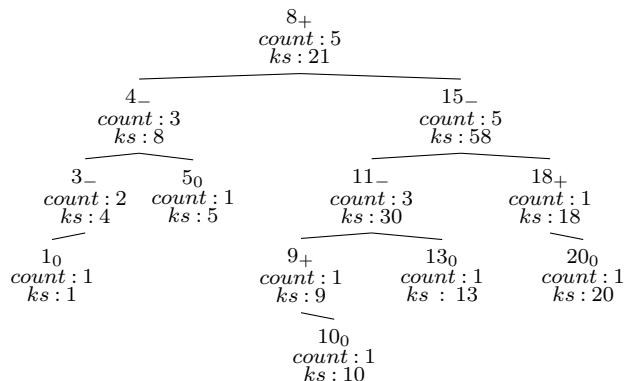 8₊
count : 5
ks : 21
4₋
count : 3
ks : 8
15₋
count : 5
ks : 58
3₋
count : 2
ks : 4
5₀
count : 1
ks : 5
11₋
count : 3
ks : 30
18₊
count : 1
ks : 18
1₀
count : 1
ks : 1
9₊
count : 1
ks : 9
13₀
count : 1
ks : 13
20₀
count : 1
ks : 20
10₀
count : 1
ks : 10